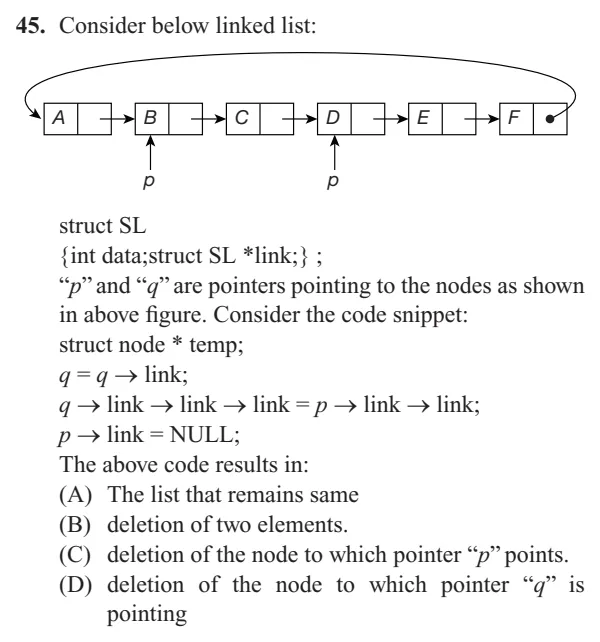 45. Consider below linked list:
A B C D E F
p p
struct SL
{int data;struct SL *link;} ;
“p” and “q” are pointers pointing to the nodes as shown
in above figure. Consider the code snippet:
struct node * temp;
q = q → link;
q → link → link → link = p → link → link;
p → link = NULL;
The above code results in:
(A) The list that remains same
(B) deletion of two elements.
(C) deletion of the node to which pointer “p” points.
(D) deletion of the node to which pointer “q” is
pointing